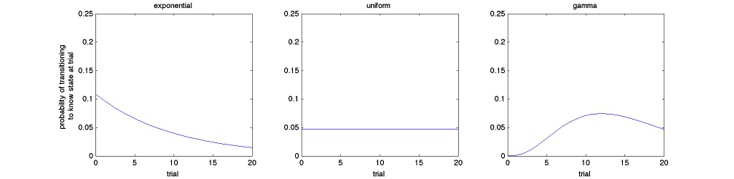 exponential
probability of transitioning
to know state at trial
0.25
0.2
0.15
0.1
0.05
0
0 5 10 15 20
trial
uniform
0.25
0.2
0.15
0.1
0.05
0
0 5 10 15 20
trial
gamma
0.25
0.2
0.15
0.1
0.05
0
0 5 10 15 20
trial